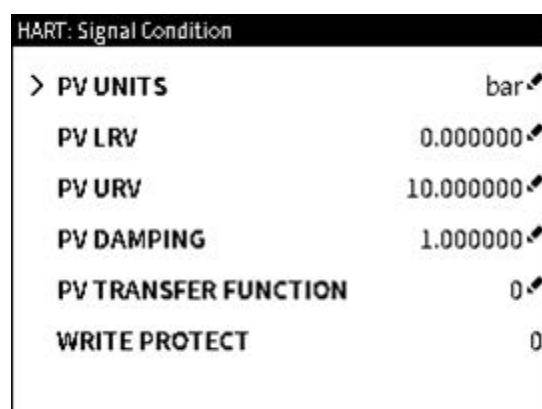 HART: Signal Condition
> PV UNITS bar
PV LRV 0.000000
PV URV 10.000000
PV DAMPING 1.000000
PV TRANSFER FUNCTION 0
WRITE PROTECT 0